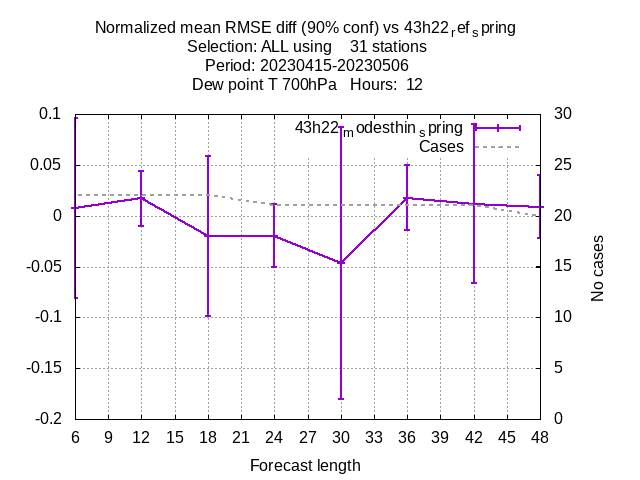 Normalized mean RMSE diff (90% conf) vs 43h22refspring
Selection: ALL using    31 stations
Period: 20230415-20230506
Dew point T 700hPa   Hours:  12
43h22modesthinspring
Cases
0.1
0.05
0
-0.05
-0.1
-0.15
-0.2
30
25
20
15
10
5
0
No cases
6 9 12 15 18 21 24 27 30 33 36 39 42 45 48
Forecast length